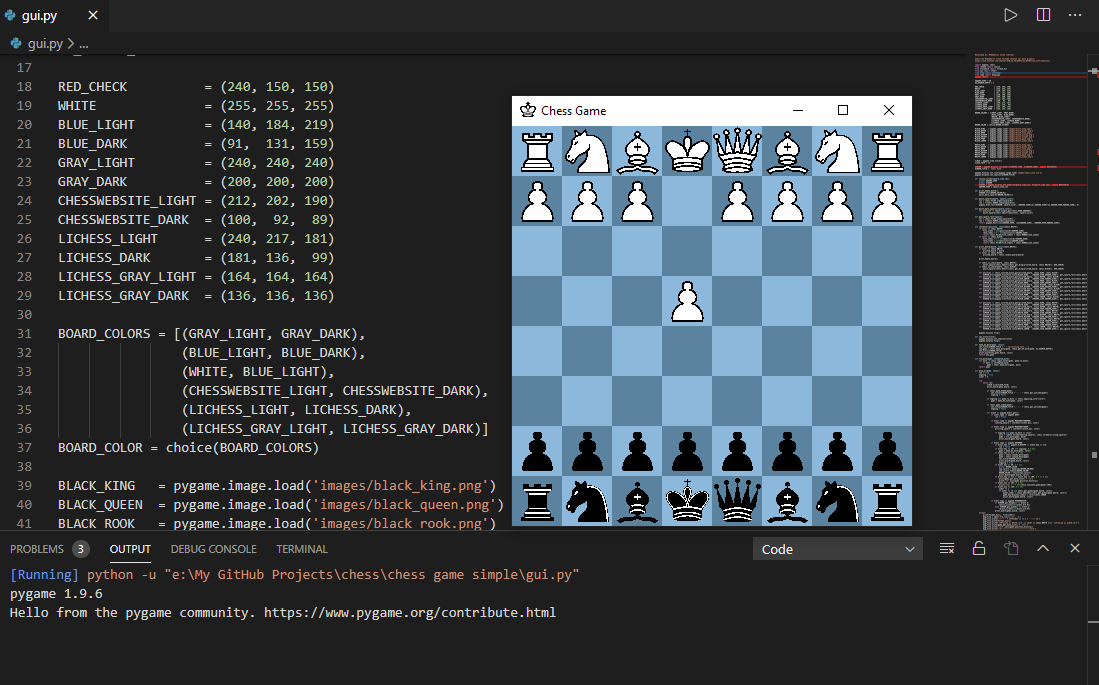 gui.py
gui.py > ...
17
18 RED_CHECK = (240, 150, 150)
19 WHITE = (255, 255, 255)
20 BLUE_LIGHT = (140, 184, 219)
21 BLUE_DARK = (91, 131, 159)
22 GRAY_LIGHT = (240, 240, 240)
23 GRAY_DARK = (200, 200, 200)
24 CHESSWEBSITE_LIGHT = (212, 202, 190)
25 CHESSWEBSITE_DARK = (100, 92, 89)
26 LICHESS_LIGHT = (240, 217, 181)
27 LICHESS_DARK = (181, 136, 99)
28 LICHESS_GRAY_LIGHT = (164, 164, 164)
29 LICHESS_GRAY_DARK = (136, 136, 136)
30
31 BOARD_COLORS = [(GRAY_LIGHT, GRAY_DARK),
32 (BLUE_LIGHT, BLUE_DARK),
33 (WHITE, BLUE_LIGHT),
34 (CHESSWEBSITE_LIGHT, CHESSWEBSITE_DARK),
35 (LICHESS_LIGHT, LICHESS_DARK),
36 (LICHESS_GRAY_LIGHT, LICHESS_GRAY_DARK)]
37 BOARD_COLOR = choice(BOARD_COLORS)
38
39 BLACK_KING = pygame.image.load('images/black_king.png')
40 BLACK_QUEEN = pygame.image.load('images/black_queen.png')
41 BLACK_ROOK = pygame.image.load('images/black_rook.png')
Chess Game
PROBLEMS 3 OUTPUT DEBUG CONSOLE TERMINAL Code
[Running] python -u "e:\My GitHub Projects\chess\chess game simple\gui.py"
pygame 1.9.6
Hello from the pygame community. https://www.pygame.org/contribute.html